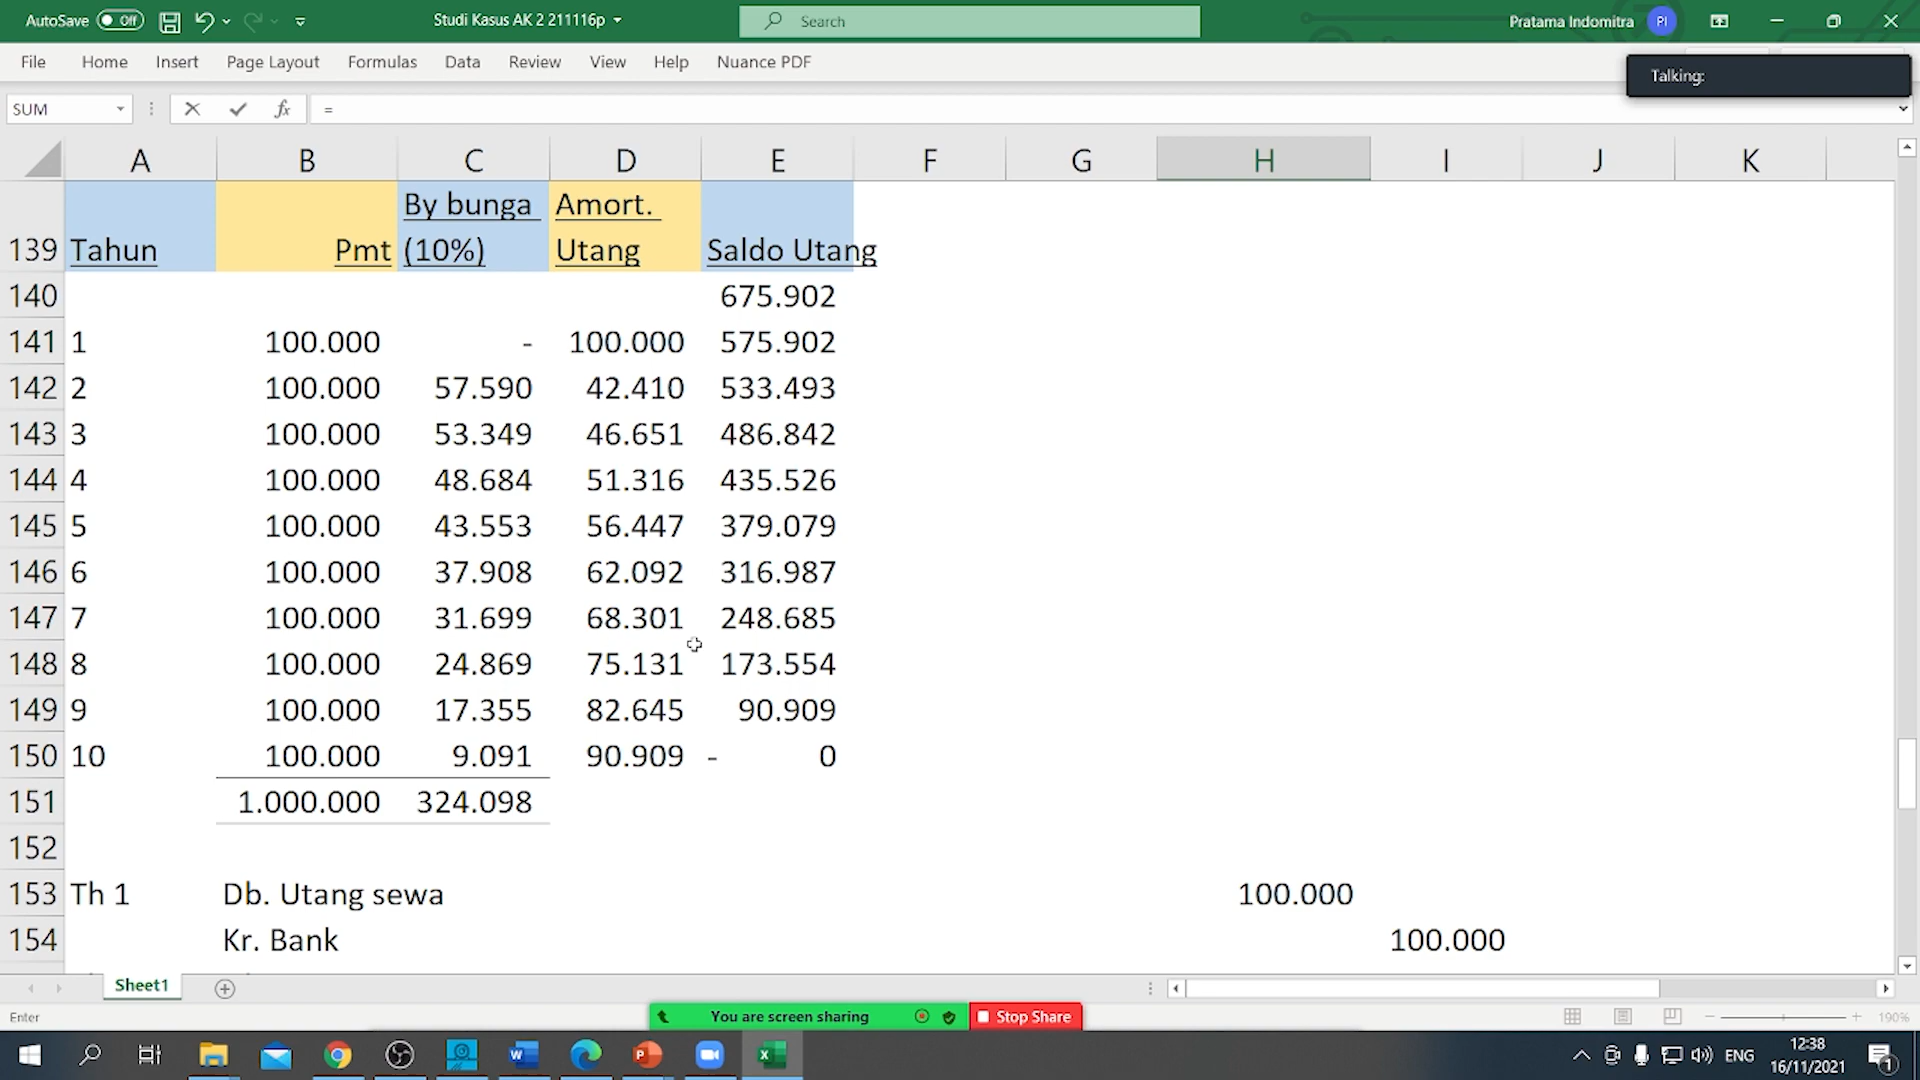 AutoSave Off Studi Kasus AK 2 211116p Search Pratama Indomitra PI
File Home Insert Page Layout Formulas Data Review View Help Nuance PDF
Talking:
SUM fx =
A B C D E F G H I J K
139 Tahun Pmt By bunga (10%) Amort. Utang Saldo Utang
140 675.902
141 1 100.000 - 100.000 575.902
142 2 100.000 57.590 42.410 533.493
143 3 100.000 53.349 46.651 486.842
144 4 100.000 48.684 51.316 435.526
145 5 100.000 43.553 56.447 379.079
146 6 100.000 37.908 62.092 316.987
147 7 100.000 31.699 68.301 248.685
148 8 100.000 24.869 75.131 173.554
149 9 100.000 17.355 82.645 90.909
150 10 100.000 9.091 90.909 - 0
151 1.000.000 324.098
152
153 Th 1 Db. Utang sewa 100.000
154 Kr. Bank 100.000
Sheet1
Enter You are screen sharing Stop Share 190%
ENG 12:38
16/11/2021 1